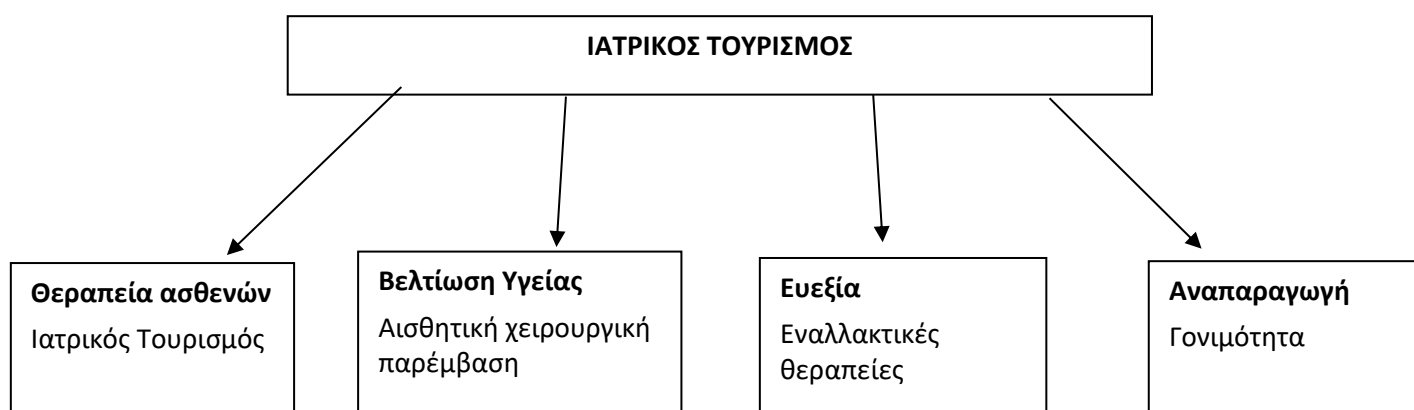 ΙΑΤΡΙΚΟΣ ΤΟΥΡΙΣΜΟΣ
Θεραπεία ασθενών
Ιατρικός Τουρισμός
Βελτίωση Υγείας
Αισθητική χειρουργική
παρέμβαση
Ευεξία
Εναλλακτικές
θεραπείες
Αναπαραγωγή
Γονιμότητα